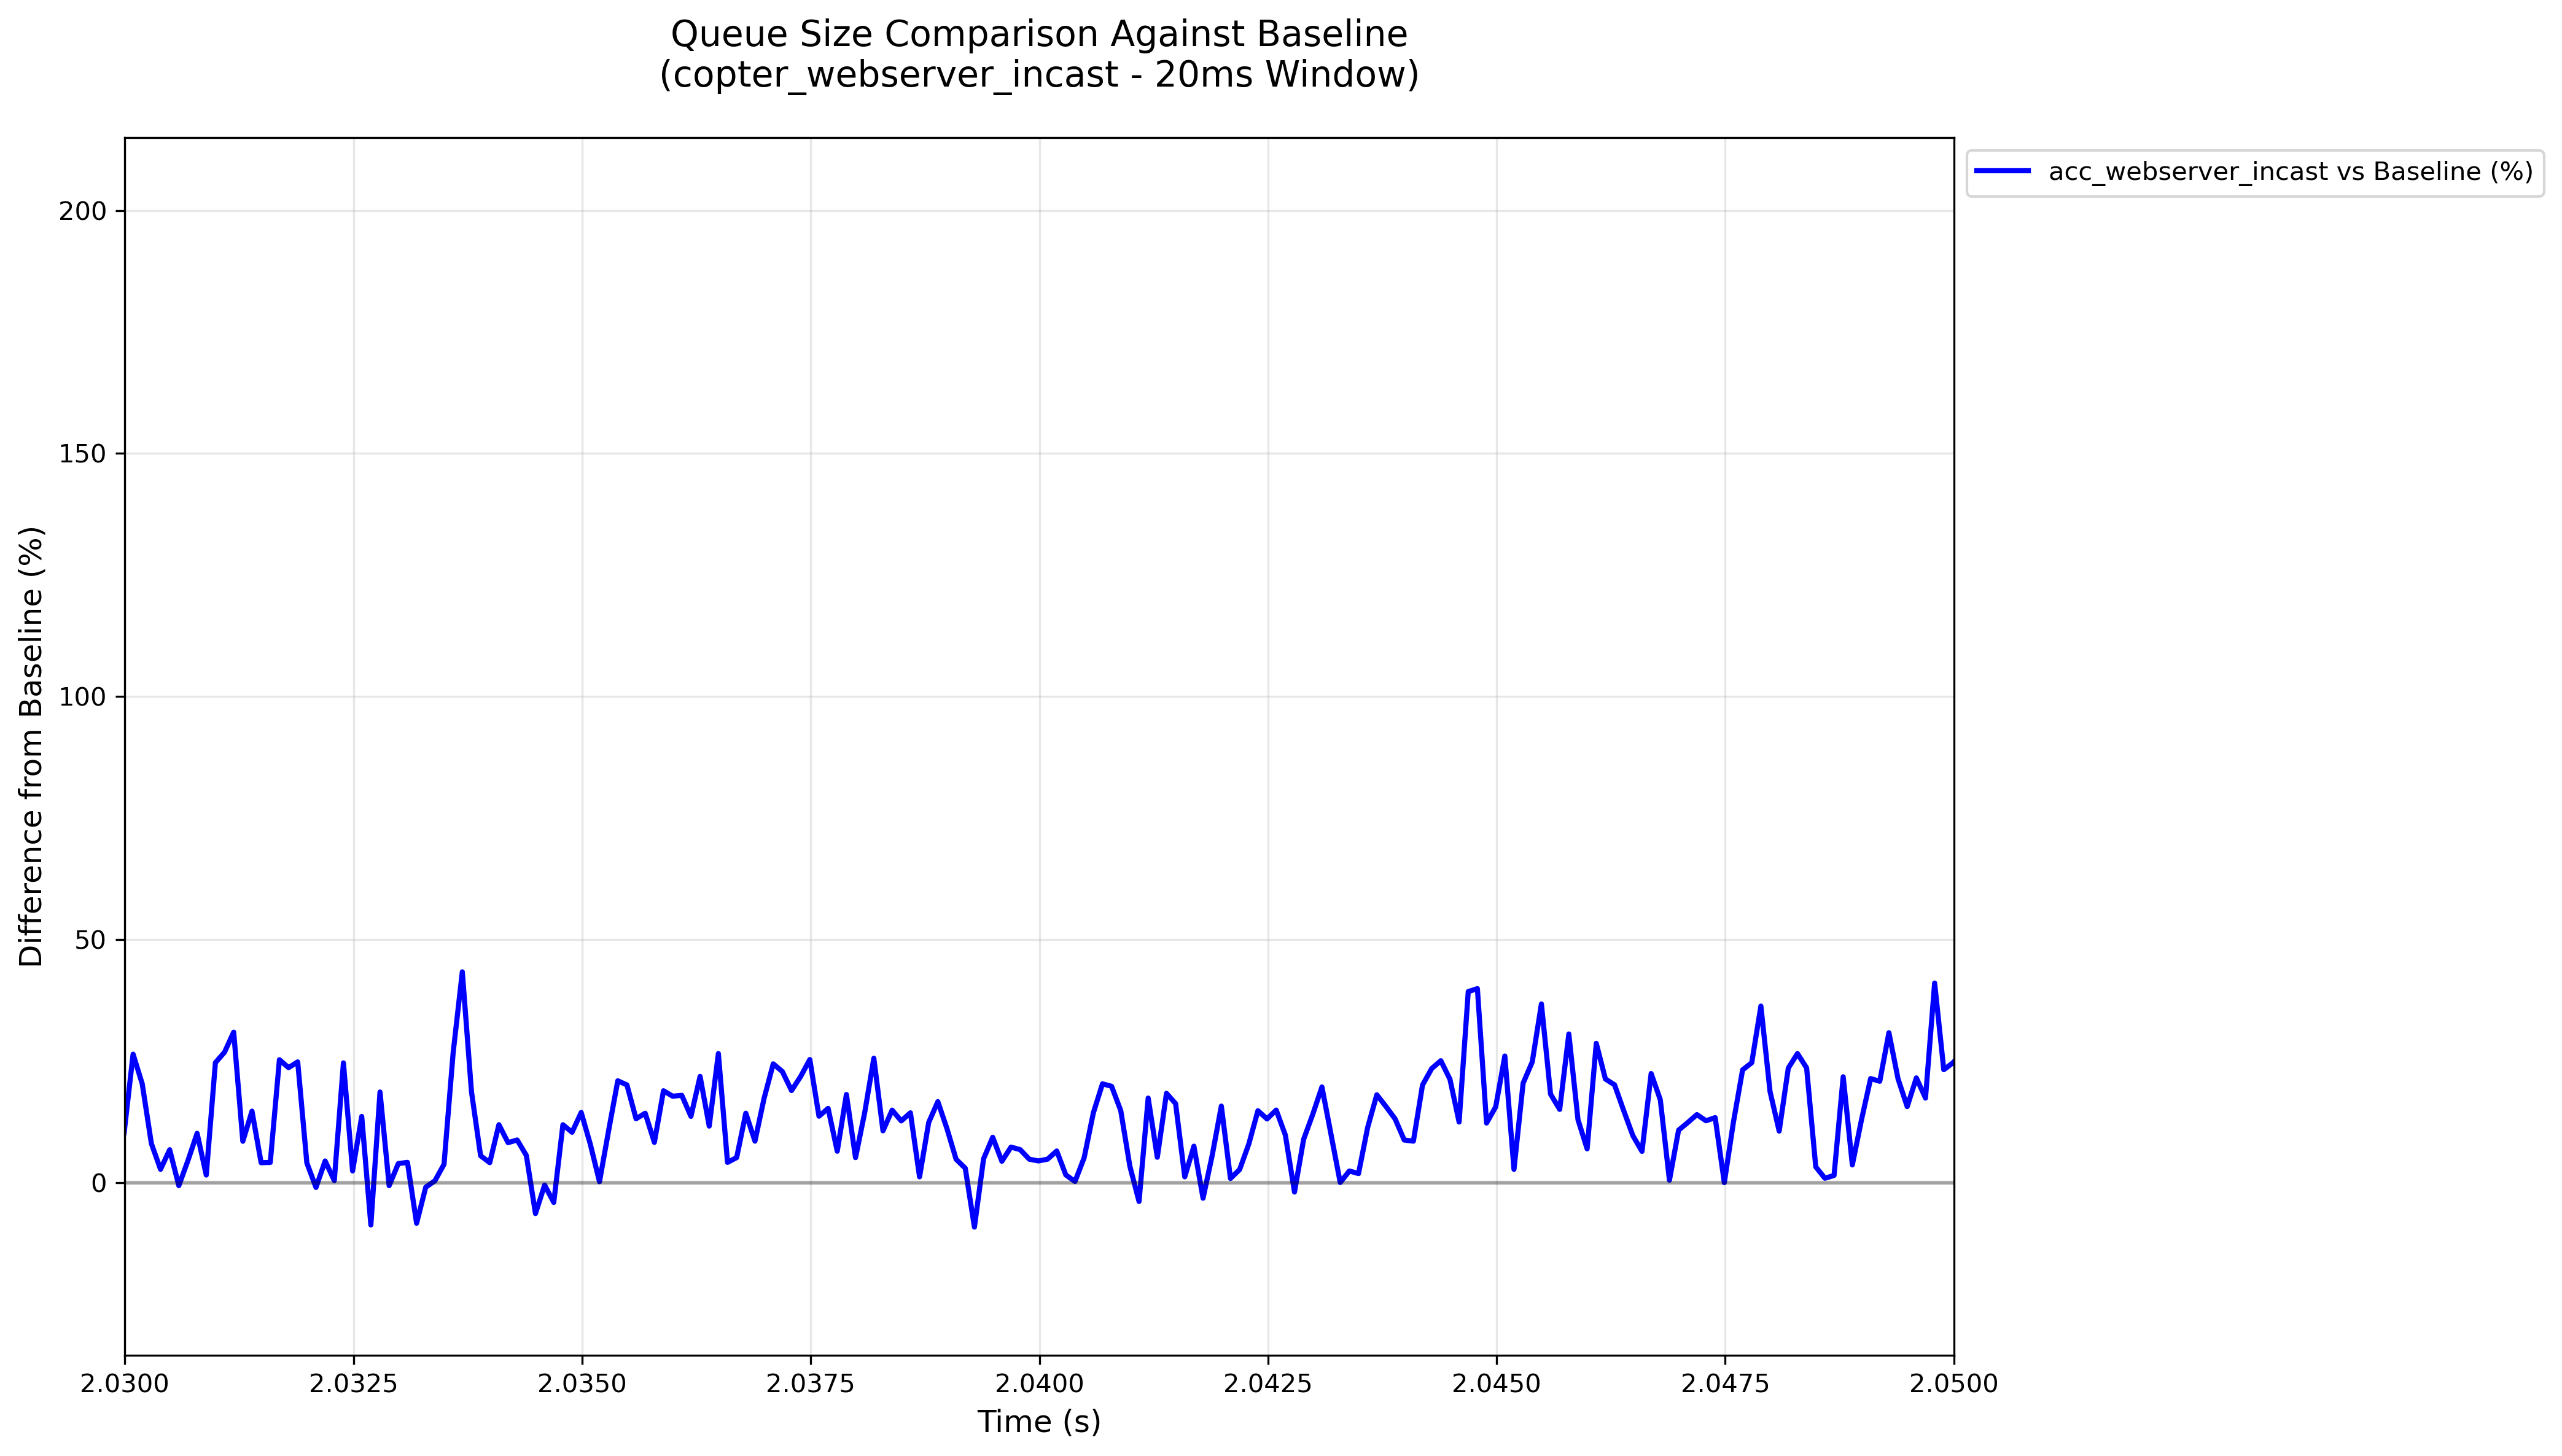 Queue Size Comparison Against Baseline
(copter_webserver_incast - 20ms Window)
acc_webserver_incast vs Baseline (%)
Difference from Baseline (%)
200
150
100
50
0
2.0300 2.0325 2.0350 2.0375 2.0400 2.0425 2.0450 2.0475 2.0500
Time (s)